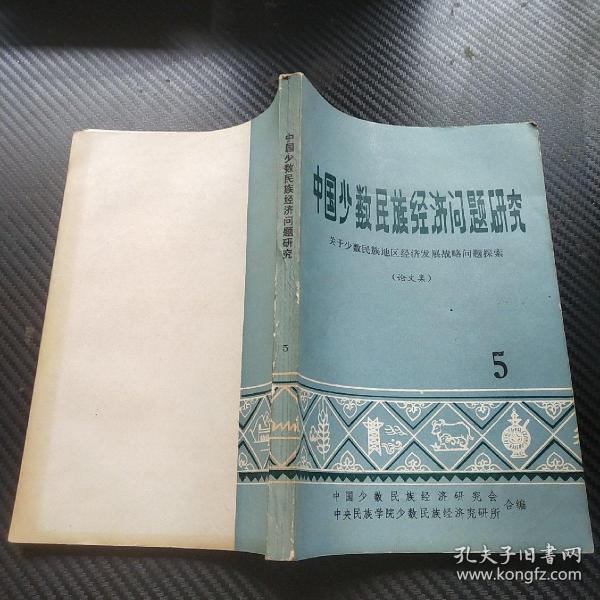 中国少数民族经济问题研究
5
中国少数民族经济问题研究
关于少数民族地区经济发展战略问题探索
(论文集)
5
中国少数民族经济研究会
中央民族学院少数民族经济究研所
合编
孔夫子旧书网
www.kongfz.com